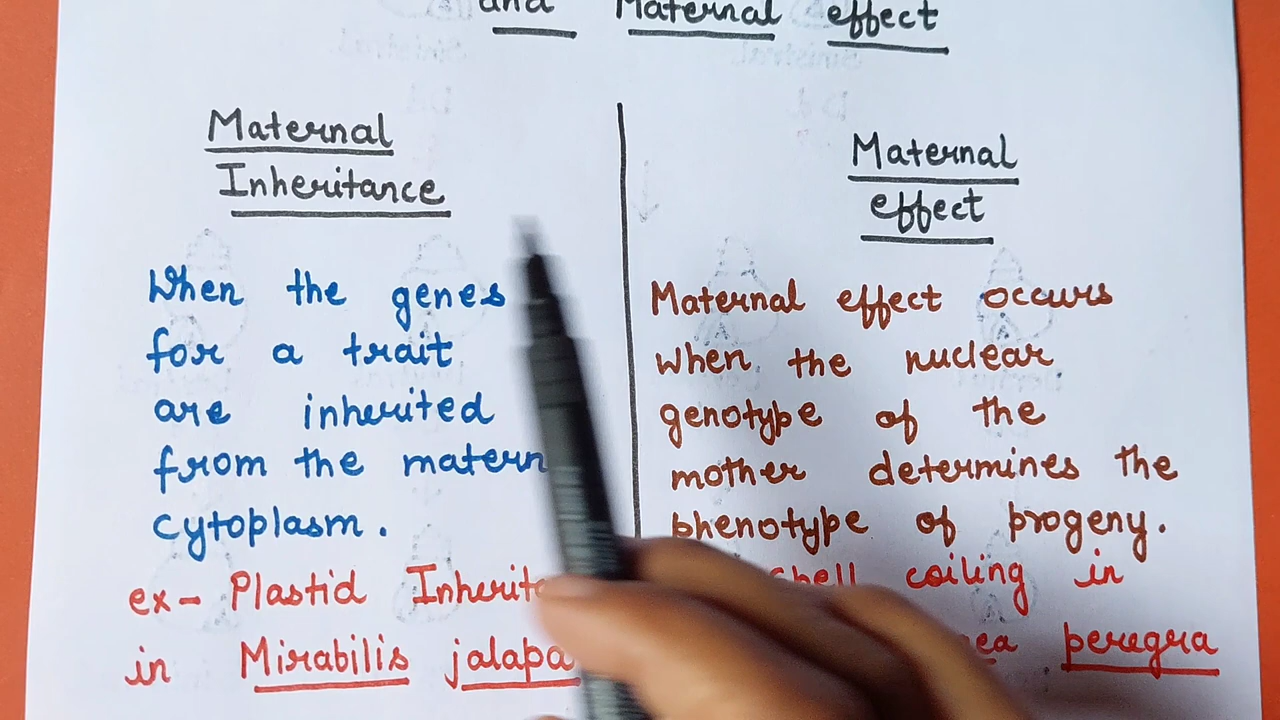 and Maternal effect
Maternal
Inheritance
When the genes
for a trait
are inherited
from the matern
cytoplasm.
ex- Plastid Inherita
in Mirabilis jalapa
Maternal
effect
Maternal effect occurs
when the nuclear
genotype of the
mother determines the
phenotype of progeny.
shell coiling in
ea peregra